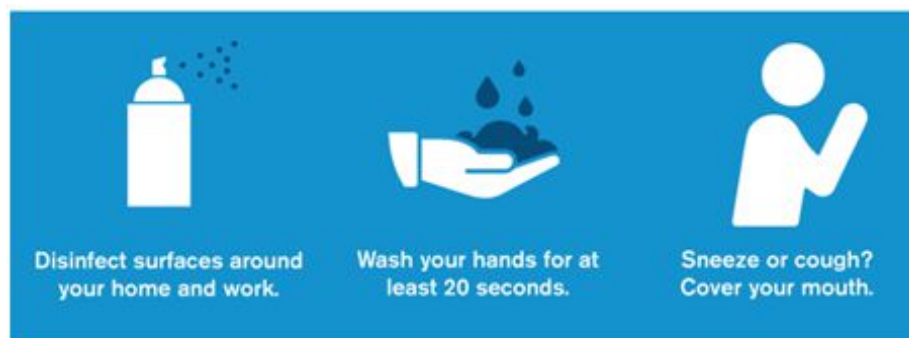 Disinfect surfaces around
your home and work.
Wash your hands for at
least 20 seconds.
Sneeze or cough?
Cover your mouth.